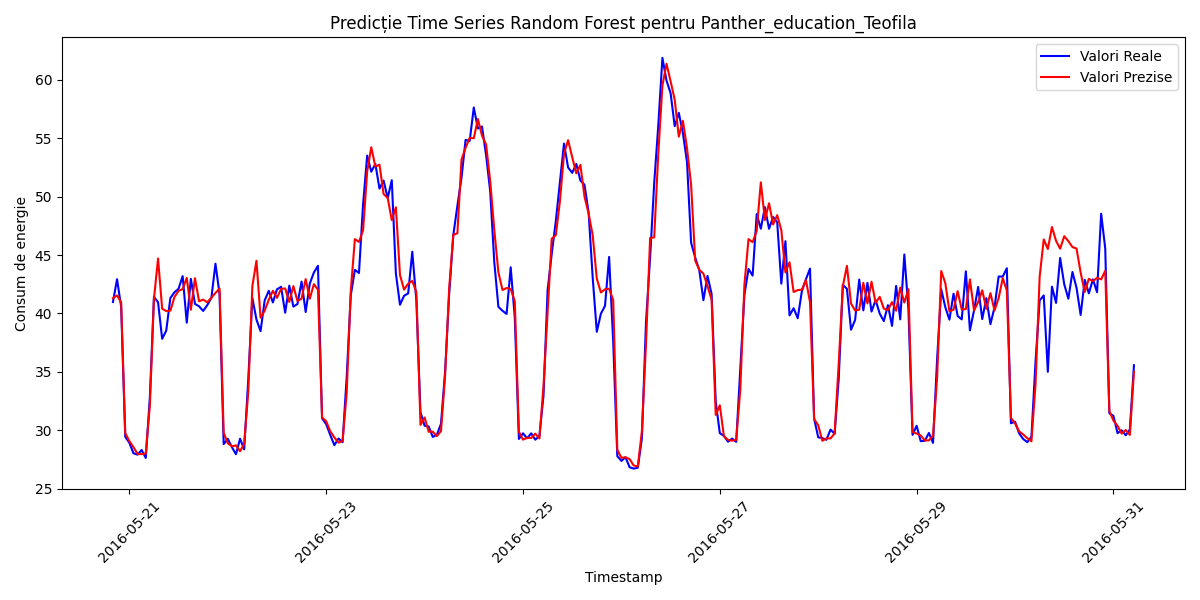 Predicție Time Series Random Forest pentru Panther_education_Teofila
Valori Reale
Valori Prezise
Consum de energie
60
55
50
45
40
35
30
25
2016-05-21
2016-05-23
2016-05-25
2016-05-27
2016-05-29
2016-05-31
Timestamp